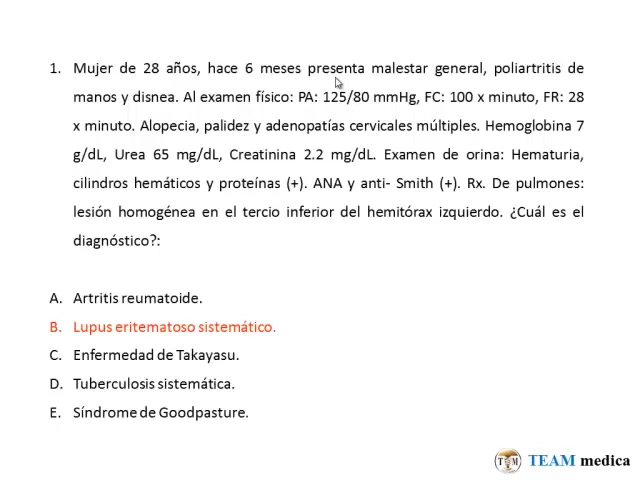 1. Mujer de 28 años, hace 6 meses presenta malestar general, poliartritis de
manos y disnea. Al examen físico: PA: 125/80 mmHg, FC: 100 x minuto, FR: 28
x minuto. Alopecia, palidez y adenopatías cervicales múltiples. Hemoglobina 7
g/dL, Urea 65 mg/dL, Creatinina 2.2 mg/dL. Examen de orina: Hematuria,
cilindros hemáticos y proteínas (+). ANA y anti- Smith (+). Rx. De pulmones:
lesión homogénea en el tercio inferior del hemitórax izquierdo. ¿Cuál es el
diagnóstico?:
A. Artritis reumatoide.
B. Lupus eritematoso sistemático.
C. Enfermedad de Takayasu.
D. Tuberculosis sistemática.
E. Síndrome de Goodpasture.
TEAM medica